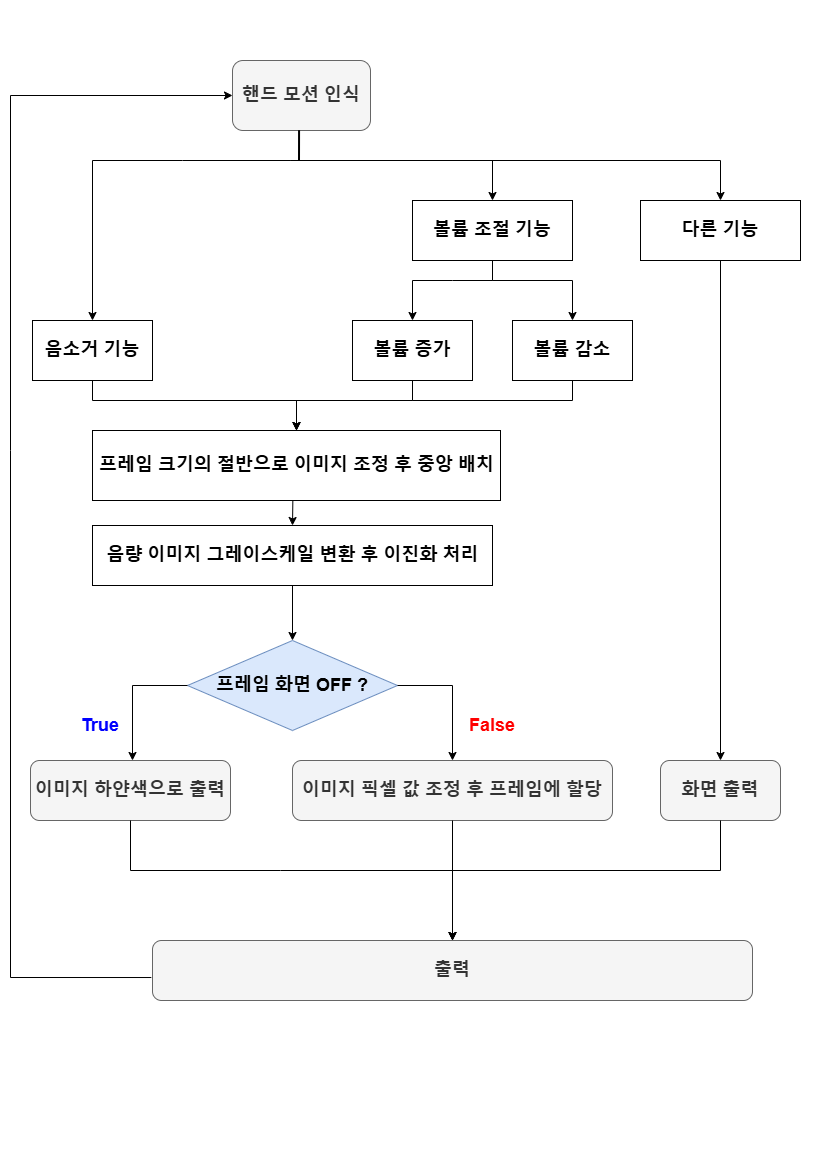 핸드 모션 인식
볼륨 조절 기능
다른 기능
음소거 기능
볼륨 증가
볼륨 감소
프레임 크기의 절반으로 이미지 조정 후 중앙 배치
음량 이미지 그레이스케일 변환 후 이진화 처리
프레임 화면 OFF ?
True
False
이미지 하얀색으로 출력
이미지 픽셀 값 조정 후 프레임에 할당
화면 출력
출력